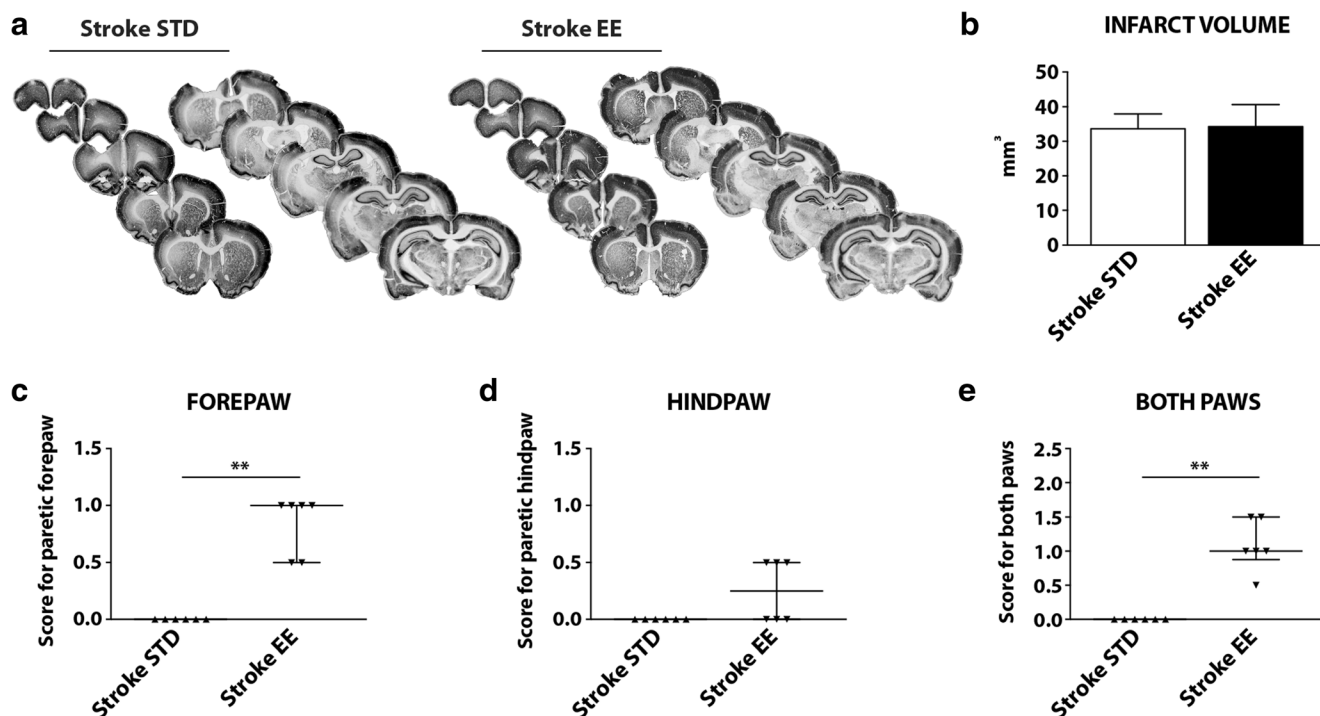 a
Stroke STD
Stroke EE
b
INFARCT VOLUME
mm³
50
40
30
20
10
0
Stroke STD
Stroke EE
c
FOREPAW
Score for paretic forepaw
1.5
1.0
0.5
0.0
**
Stroke STD
Stroke EE
d
HINDPAW
Score for paretic hindpaw
1.5
1.0
0.5
0.0
Stroke STD
Stroke EE
e
BOTH PAWS
Score for both paws
2.5
2.0
1.5
1.0
0.5
0.0
**
Stroke STD
Stroke EE